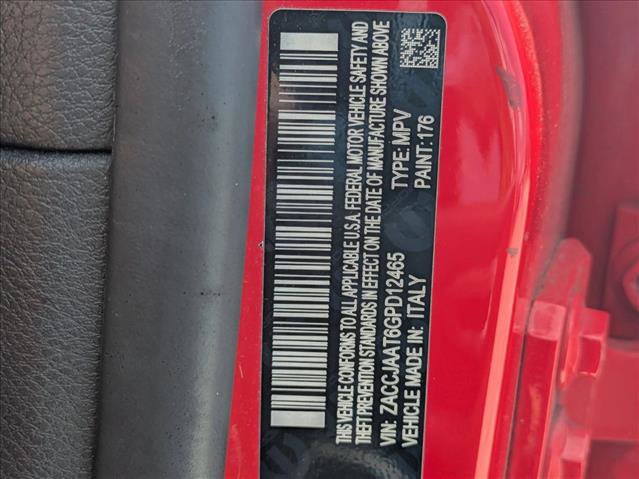 THIS VEHICLE CONFORMS TO ALL APPLICABLE U.S.A. FEDERAL MOTOR VEHICLE SAFETY AND
THEFT PREVENTION STANDARDS IN EFFECT ON THE DATE OF MANUFACTURE SHOWN ABOVE
VIN: ZACCJAAT6GPD12465 TYPE: MPV
VEHICLE MADE IN: ITALY PAINT: 176